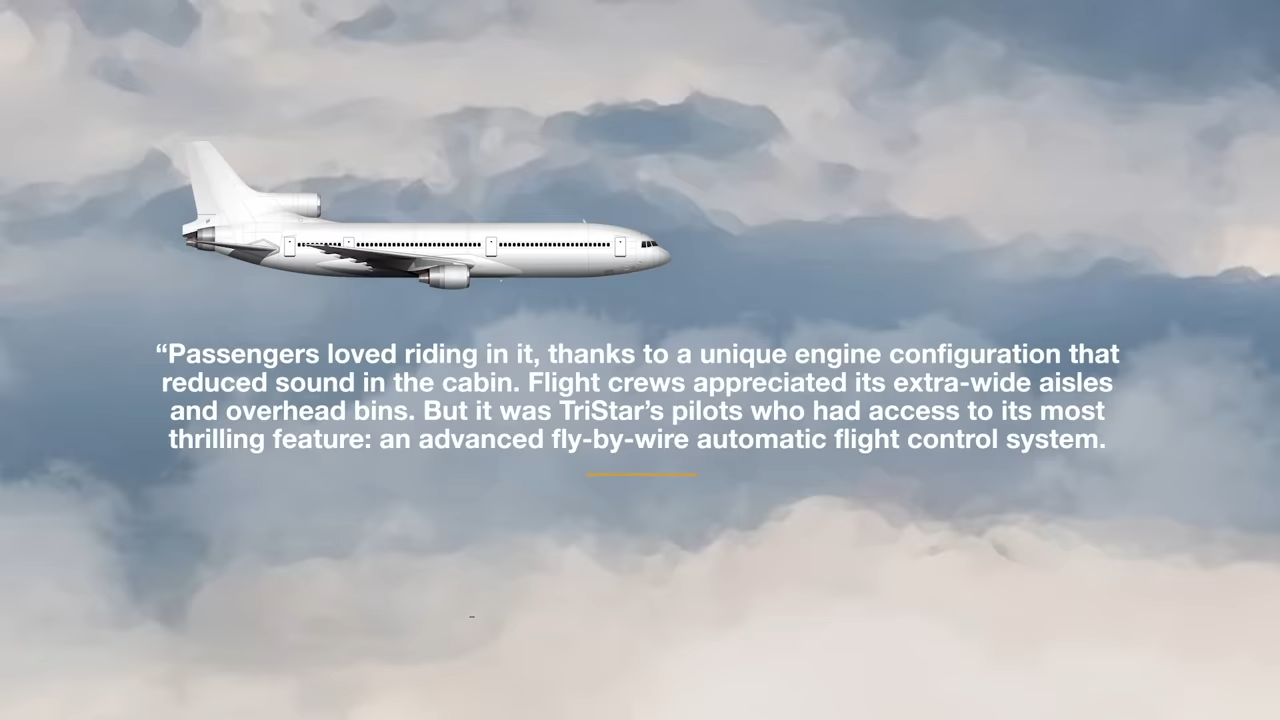 “Passengers loved riding in it, thanks to a unique engine configuration that
reduced sound in the cabin. Flight crews appreciated its extra-wide aisles
and overhead bins. But it was TriStar’s pilots who had access to its most
thrilling feature: an advanced fly-by-wire automatic flight control system.